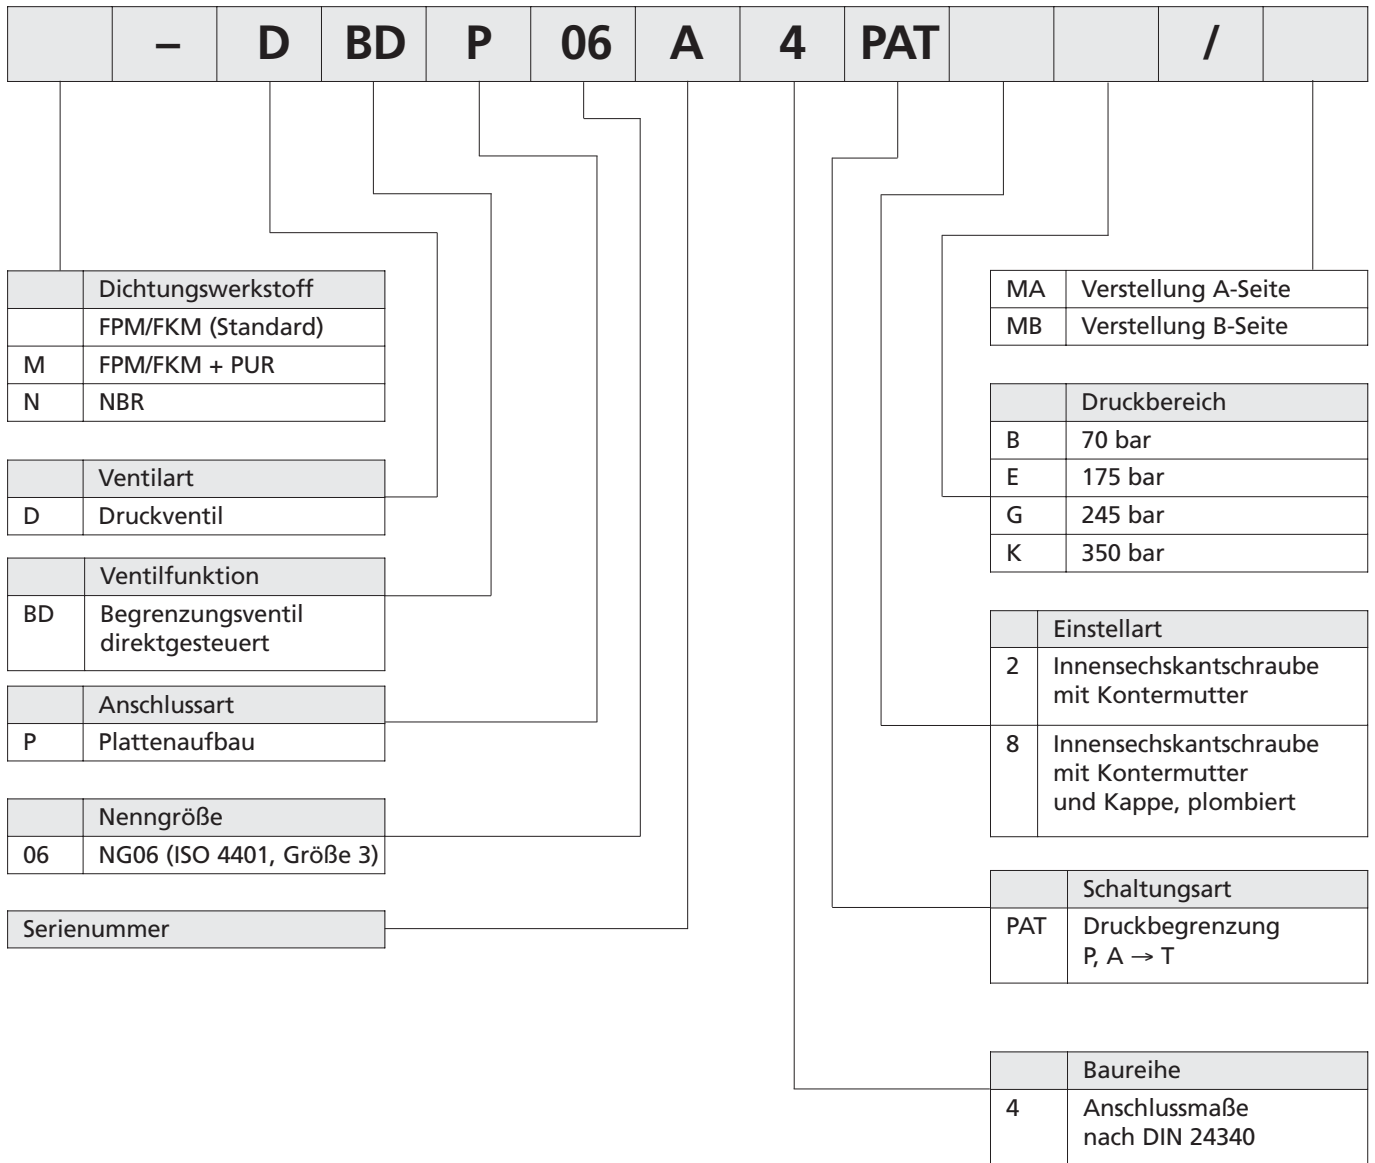 – D BD P 06 A 4 PAT /
Dichtungswerkstoff
FPM/FKM (Standard)
M FPM/FKM + PUR
N NBR
Ventilart
D Druckventil
Ventilfunktion
BD Begrenzungsventil
direktgesteuert
Anschlussart
P Plattenaufbau
Nenngröße
06 NG06 (ISO 4401, Größe 3)
Serienummer
MA Verstellung A-Seite
MB Verstellung B-Seite
Druckbereich
B 70 bar
E 175 bar
G 245 bar
K 350 bar
Einstellart
2 Innensechskantschraube
mit Kontermutter
8 Innensechskantschraube
mit Kontermutter
und Kappe, plombiert
Schaltungsart
PAT Druckbegrenzung
P, A → T
Baureihe
4 Anschlussmaße
nach DIN 24340